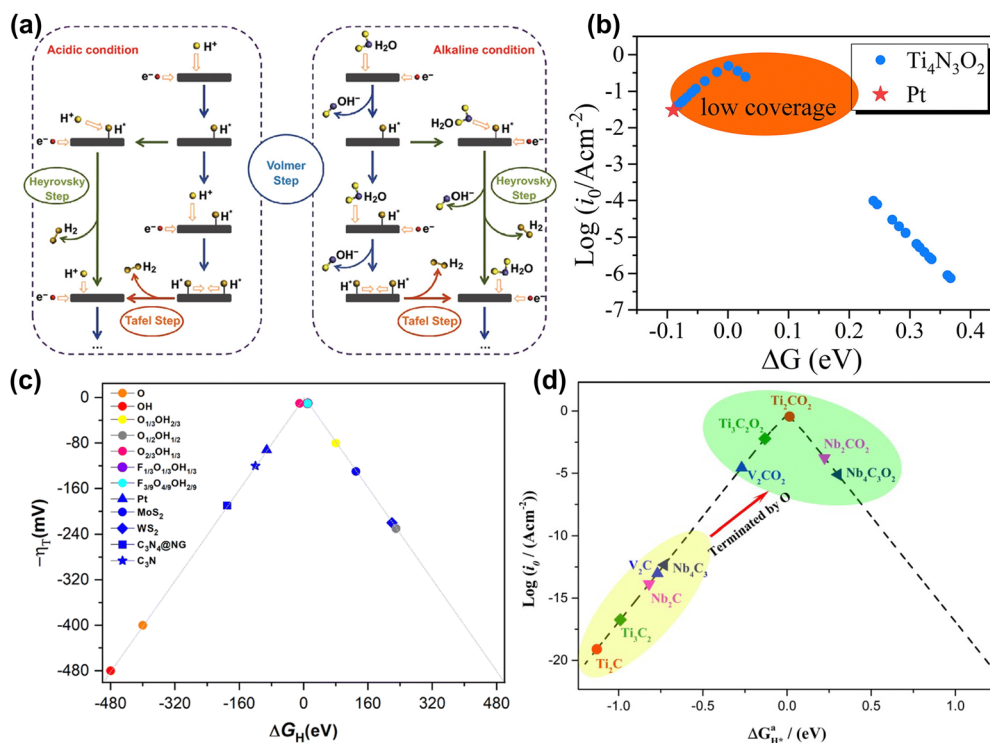 (a)
Acidic condition
H⁺
e⁻
H⁺
H*
e⁻
H*
Heyrovsky
Step
H⁺
H*
e⁻
H₂
H⁺
H₂
H*
H*
e⁻
Tafel Step
...
Volmer
Step
Alkaline condition
H₂O
e⁻
OH⁻
H₂O
H*
H*
e⁻
Heyrovsky
Step
H₂O
H*
OH⁻
e⁻
OH⁻
H₂
H₂
H₂O
H*
H*
e⁻
Tafel Step
...
(b)
Log (i₀/Acm⁻²)
1
0
-1
-2
-3
-4
-5
-6
-7
Ti₄N₃O₂
Pt
low coverage
-0.1
0.0
0.1
0.2
0.3
0.4
ΔG (eV)
(c)
−η_T(mV)
0
-80
-160
-240
-320
-400
-480
O
OH
O₁/₃OH₂/₃
O₁/₂OH₁/₂
O₂/₃OH₁/₃
F₁/₃O₁/₃OH₁/₃
F₃/₉O₄/₉OH₂/₉
Pt
MoS₂
WS₂
C₃N₄@NG
C₃N
-480
-320
-160
0
160
320
480
ΔG_H(eV)
(d)
Log (i₀ / (Acm⁻²))
0
-5
-10
-15
-20
Ti₂CO₂
Ti₃C₂O₂
Nb₂CO₂
V₂CO₂
Nb₄C₃O₂
Terminated by O
V₂C
Nb₄C₃
Nb₂C
Ti₃C₂
Ti₂C
-1.0
-0.5
0.0
0.5
1.0
ΔGᵃ_H* / (eV)